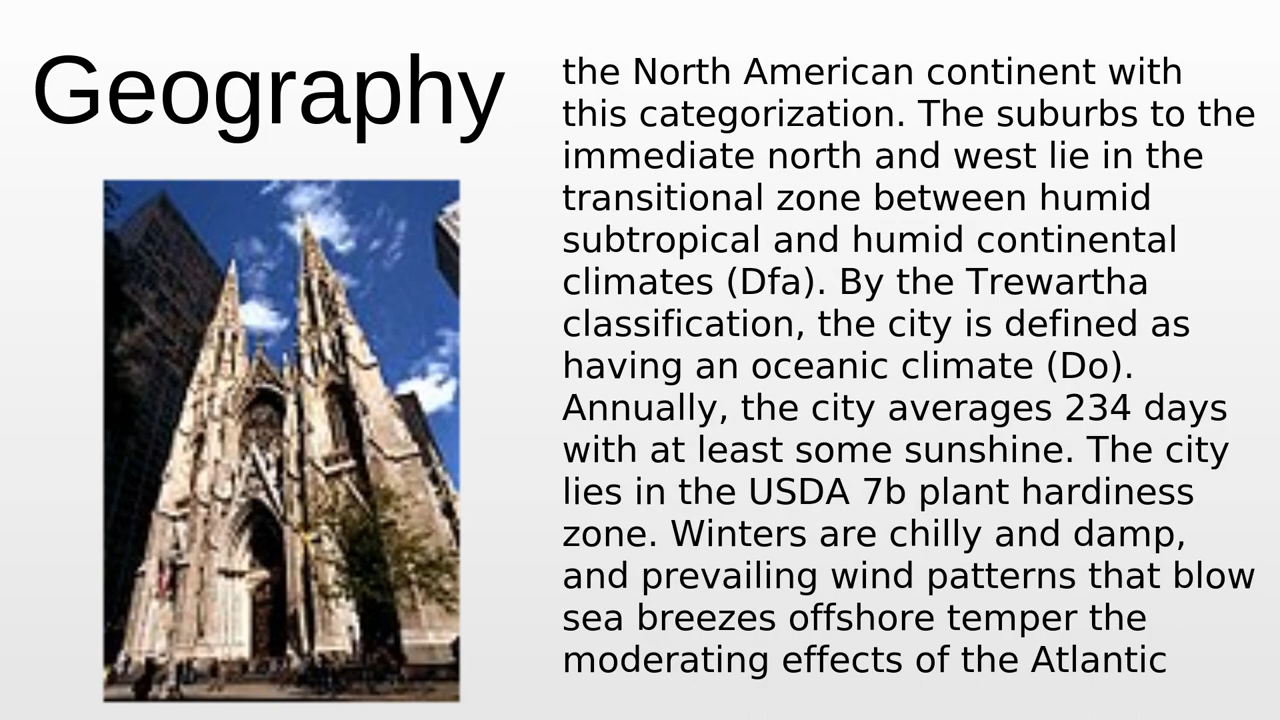 Geography
the North American continent with
this categorization. The suburbs to the
immediate north and west lie in the
transitional zone between humid
subtropical and humid continental
climates (Dfa). By the Trewartha
classification, the city is defined as
having an oceanic climate (Do).
Annually, the city averages 234 days
with at least some sunshine. The city
lies in the USDA 7b plant hardiness
zone. Winters are chilly and damp,
and prevailing wind patterns that blow
sea breezes offshore temper the
moderating effects of the Atlantic